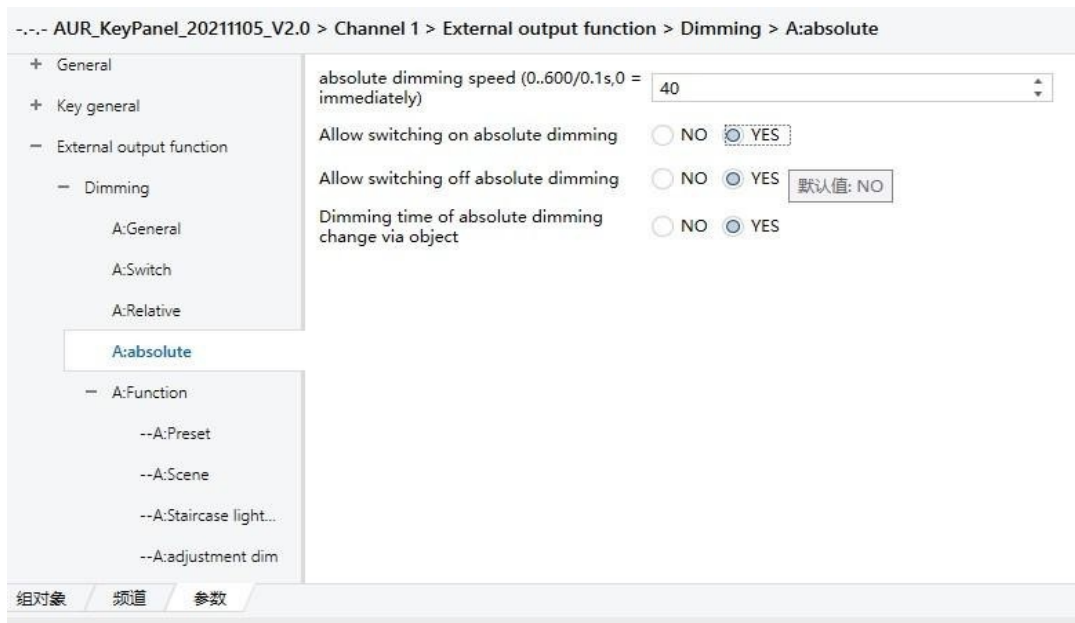 -.-.- AUR_KeyPanel_20211105_V2.0 > Channel 1 > External output function > Dimming > A:absolute
+ General
+ Key general
− External output function
− Dimming
A:General
A:Switch
A:Relative
A:absolute
− A:Function
--A:Preset
--A:Scene
--A:Staircase light...
--A:adjustment dim
absolute dimming speed (0..600/0.1s,0 =
immediately)
40
Allow switching on absolute dimming NO YES
Allow switching off absolute dimming NO YES
默认值: NO
Dimming time of absolute dimming
change via object
NO YES
组对象 频道 参数